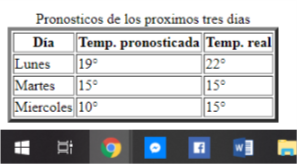 Pronosticos de los proximos tres dias
Día Temp. pronosticada Temp. real
Lunes 19° 22°
Martes 15° 15°
Miercoles 10° 15°